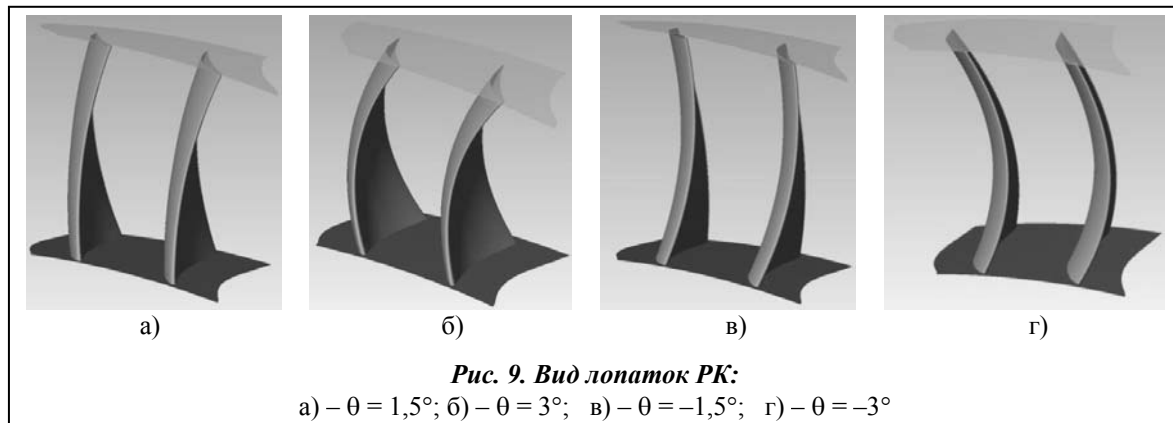 а) б) в) г)
Рис. 9. Вид лопаток РК:
а) – θ = 1,5°; б) – θ = 3°; в) – θ = –1,5°; г) – θ = –3°